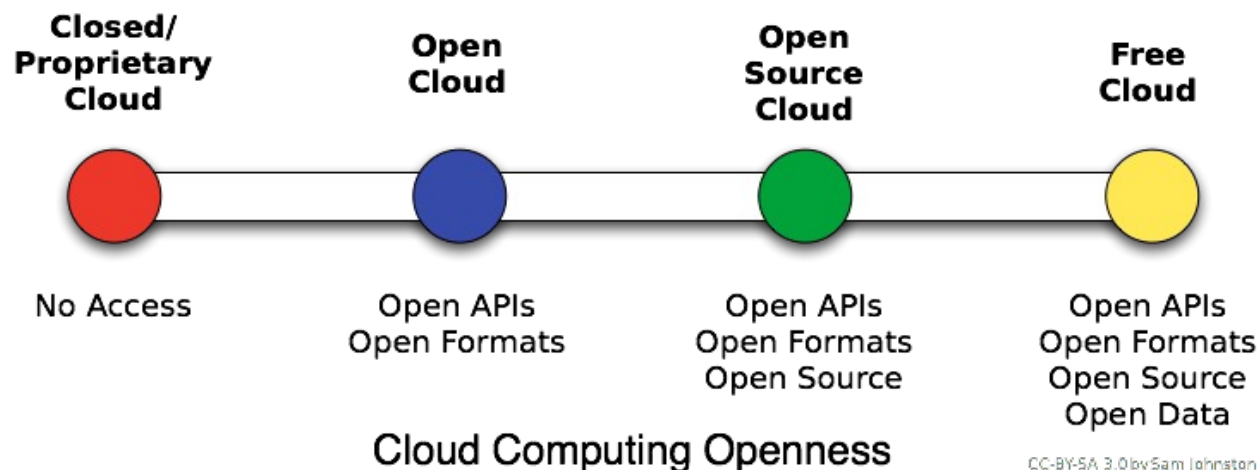 Closed/
Proprietary
Cloud
Open
Cloud
Open
Source
Cloud
Free
Cloud
No Access
Open APIs
Open Formats
Open APIs
Open Formats
Open Source
Open APIs
Open Formats
Open Source
Open Data
Cloud Computing Openness
CC-BY-SA 3.0 by Sam Johnston